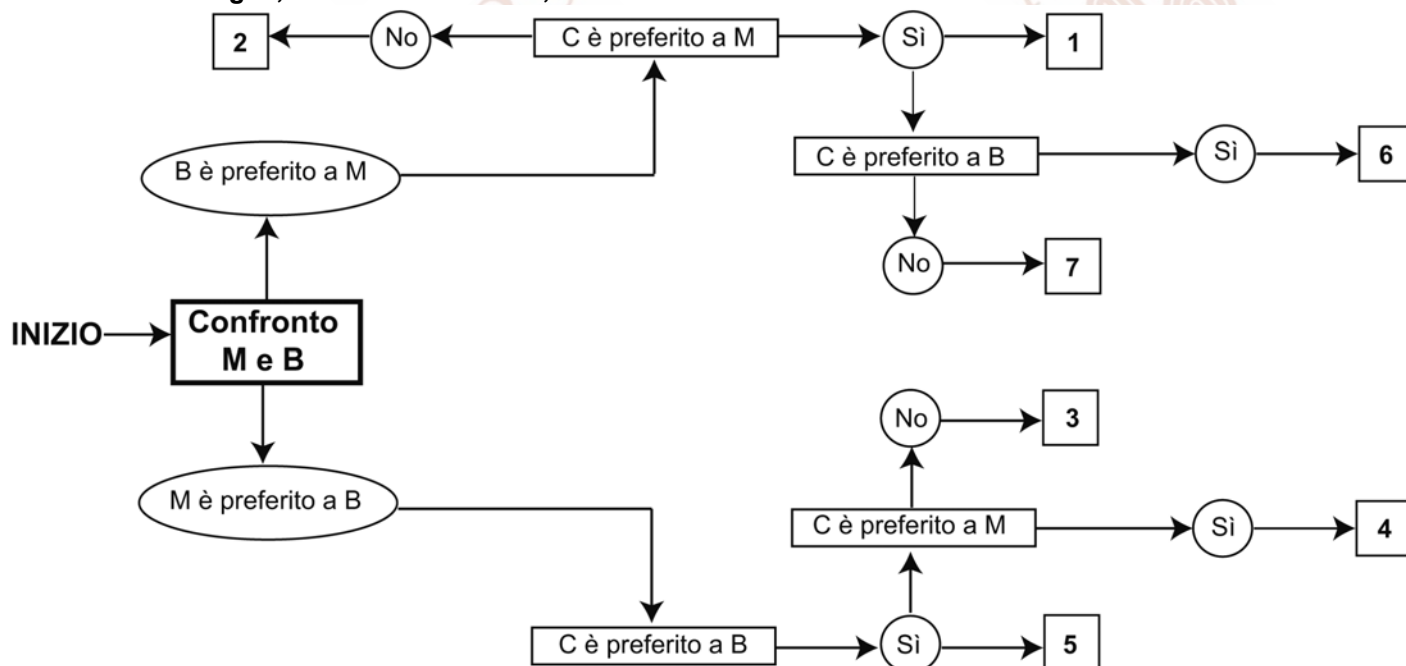 2 No C è preferito a M Sì 1
C è preferito a B Sì 6
B è preferito a M
No 7
INIZIO Confronto
M e B
No 3
M è preferito a B
C è preferito a M Sì 4
C è preferito a B Sì 5